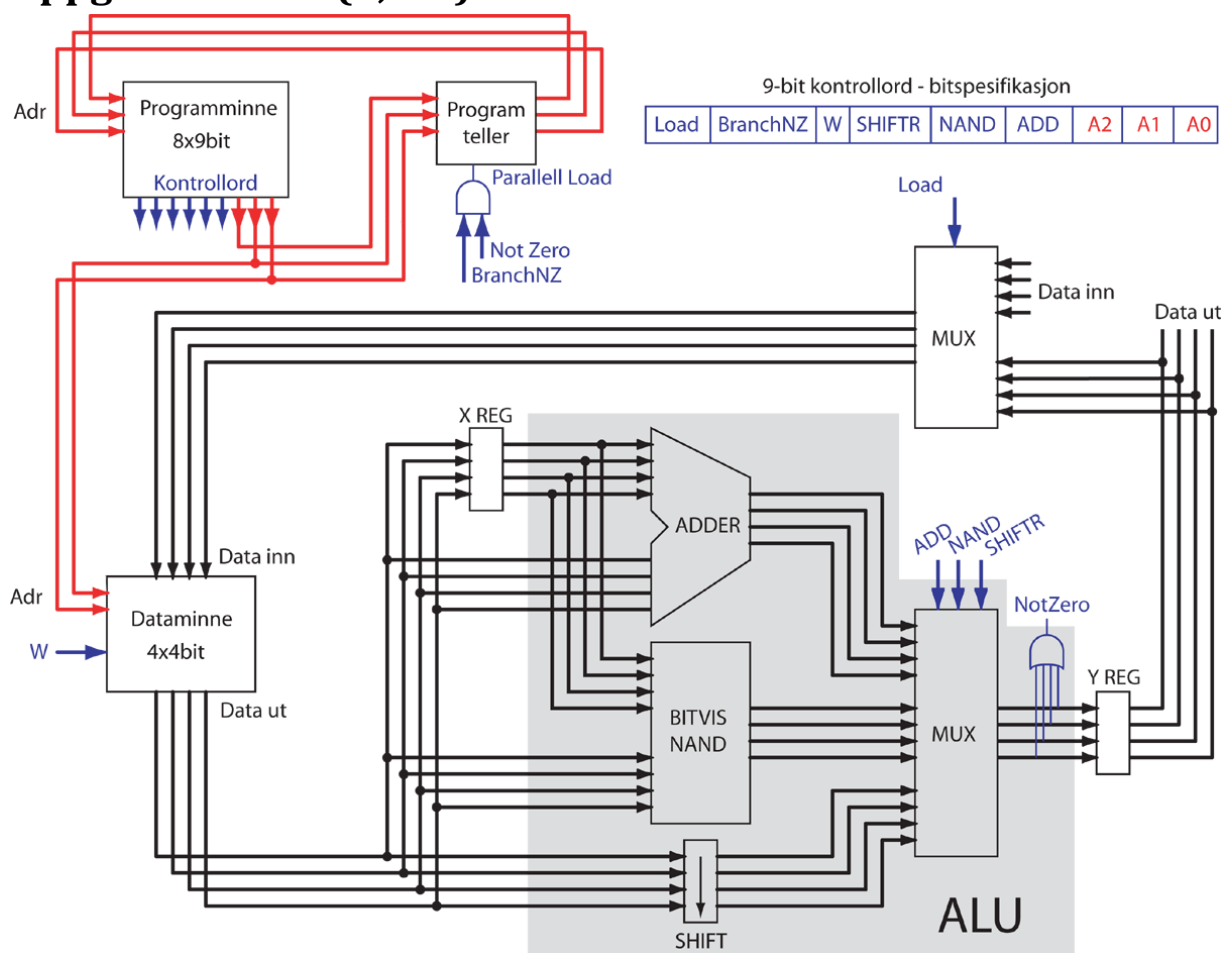 Adr
Programminne
8x9bit
Kontrollord
Program
teller
Parallell Load
Not Zero
BranchNZ
9-bit kontrollord - bitspesifikasjon
Load BranchNZ W SHIFTR NAND ADD A2 A1 A0
Load
MUX
Data inn
Data ut
X REG
ADDER
ADD NAND SHIFTR
NotZero
Data inn
Adr
Dataminne
4x4bit
W
Data ut
BITVIS
NAND
MUX
Y REG
SHIFT
ALU